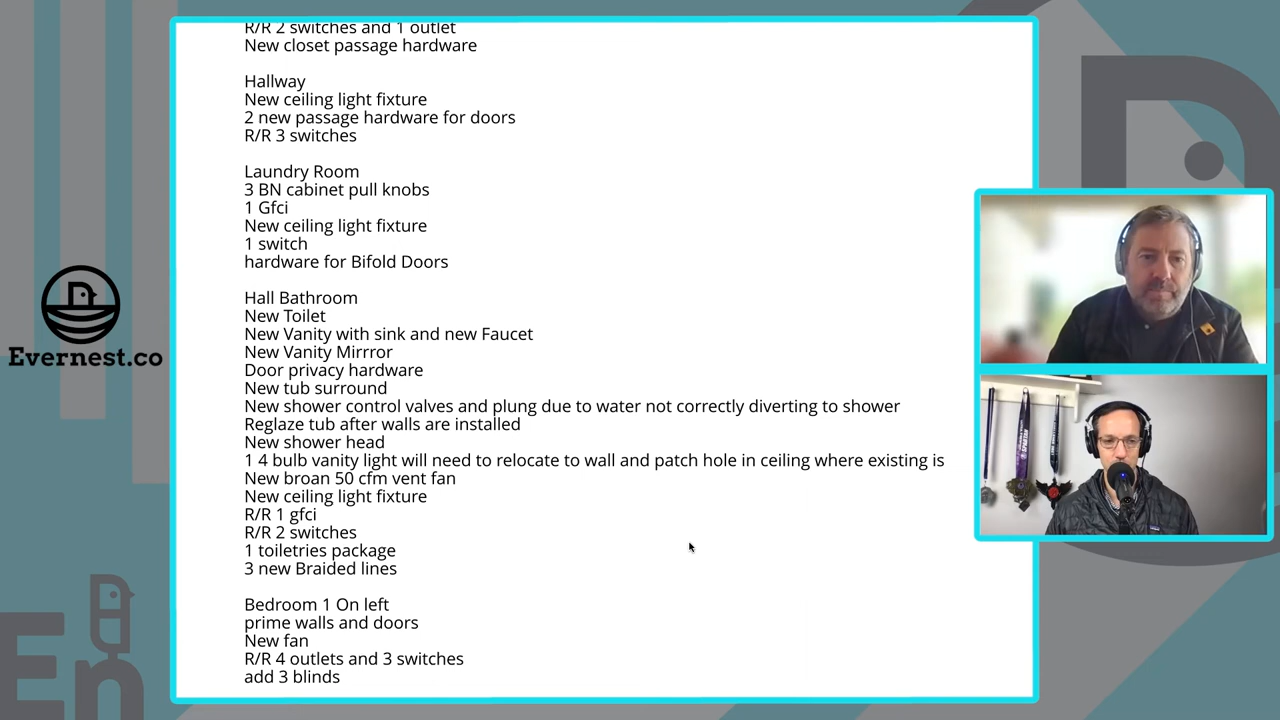 R/R 2 switches and 1 outlet
New closet passage hardware
Hallway
New ceiling light fixture
2 new passage hardware for doors
R/R 3 switches
Laundry Room
3 BN cabinet pull knobs
1 Gfci
New ceiling light fixture
1 switch
hardware for Bifold Doors
Hall Bathroom
New Toilet
New Vanity with sink and new Faucet
New Vanity Mirrror
Door privacy hardware
New tub surround
New shower control valves and plung due to water not correctly diverting to shower
Reglaze tub after walls are installed
New shower head
1 4 bulb vanity light will need to relocate to wall and patch hole in ceiling where existing is
New broan 50 cfm vent fan
New ceiling light fixture
R/R 1 gfci
R/R 2 switches
1 toiletries package
3 new Braided lines
Bedroom 1 On left
prime walls and doors
New fan
R/R 4 outlets and 3 switches
add 3 blinds
Evernest.co
En